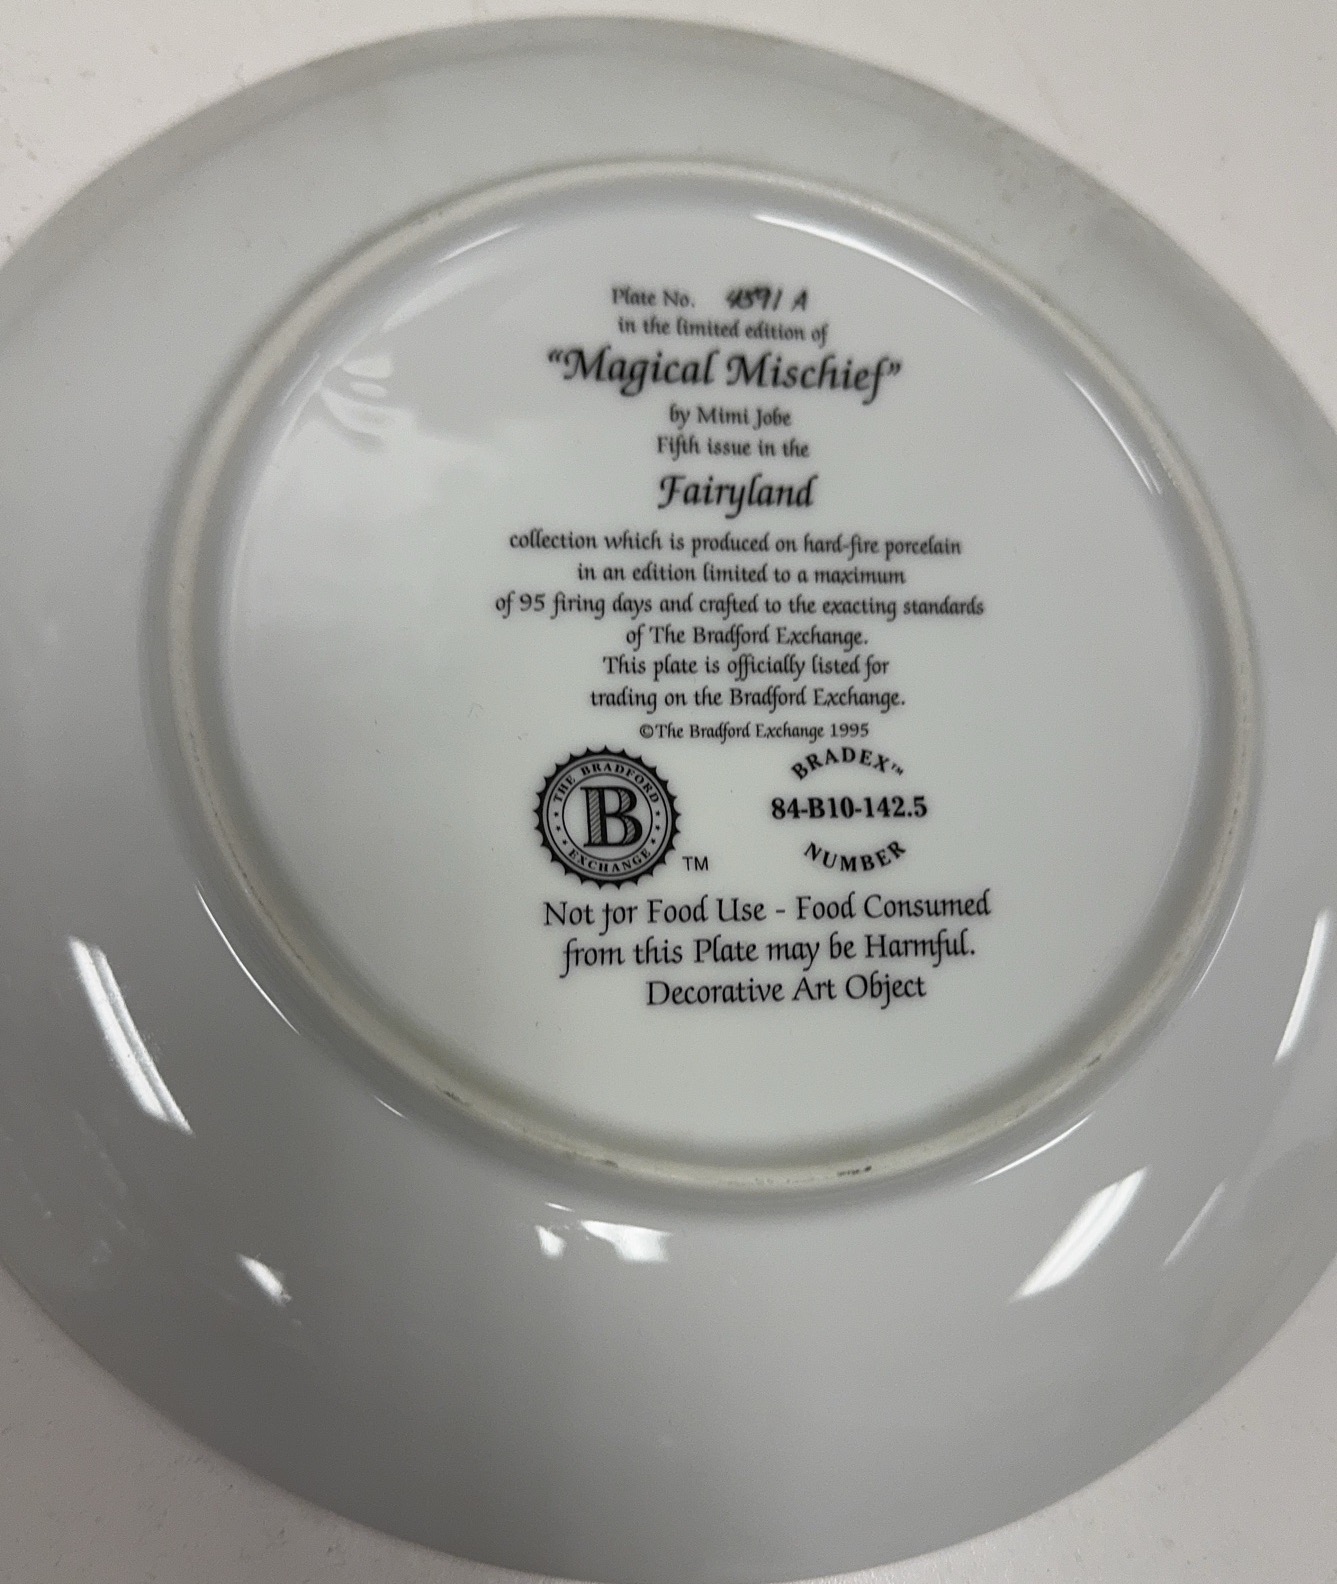 Plate No. 4591 A
in the limited edition of
“Magical Mischief”
by Mimi Jobe
Fifth issue in the
Fairyland
collection which is produced on hard-fire porcelain
in an edition limited to a maximum
of 95 firing days and crafted to the exacting standards
of The Bradford Exchange.
This plate is officially listed for
trading on the Bradford Exchange.
©The Bradford Exchange 1995
THE BRADFORD
B
EXCHANGE
TM
BRADEX™
84-B10-142.5
NUMBER
Not for Food Use - Food Consumed
from this Plate may be Harmful.
Decorative Art Object